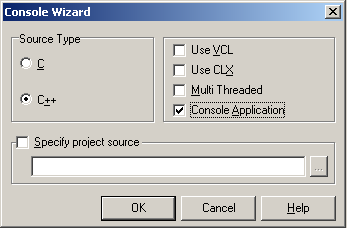 Console Wizard
Source Type
C
C++
Use VCL
Use CLX
Multi Threaded
Console Application
Specify project source
...
OK
Cancel
Help